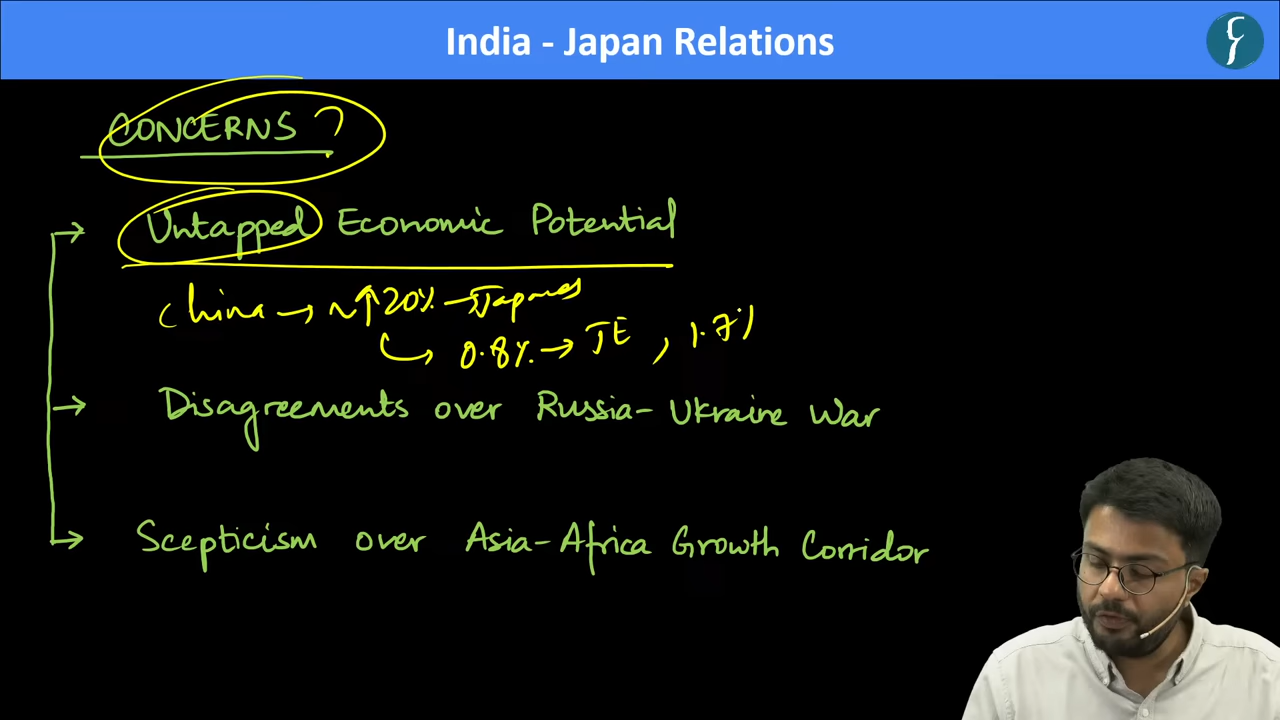 India - Japan Relations
CONCERNS ?
→ Untapped Economic Potential
China → ~↑20% → Japanes
→ 0.8% → JE , 1.7%
→ Disagreements over Russia-Ukraine War
→ Scepticism over Asia-Africa Growth Corridor